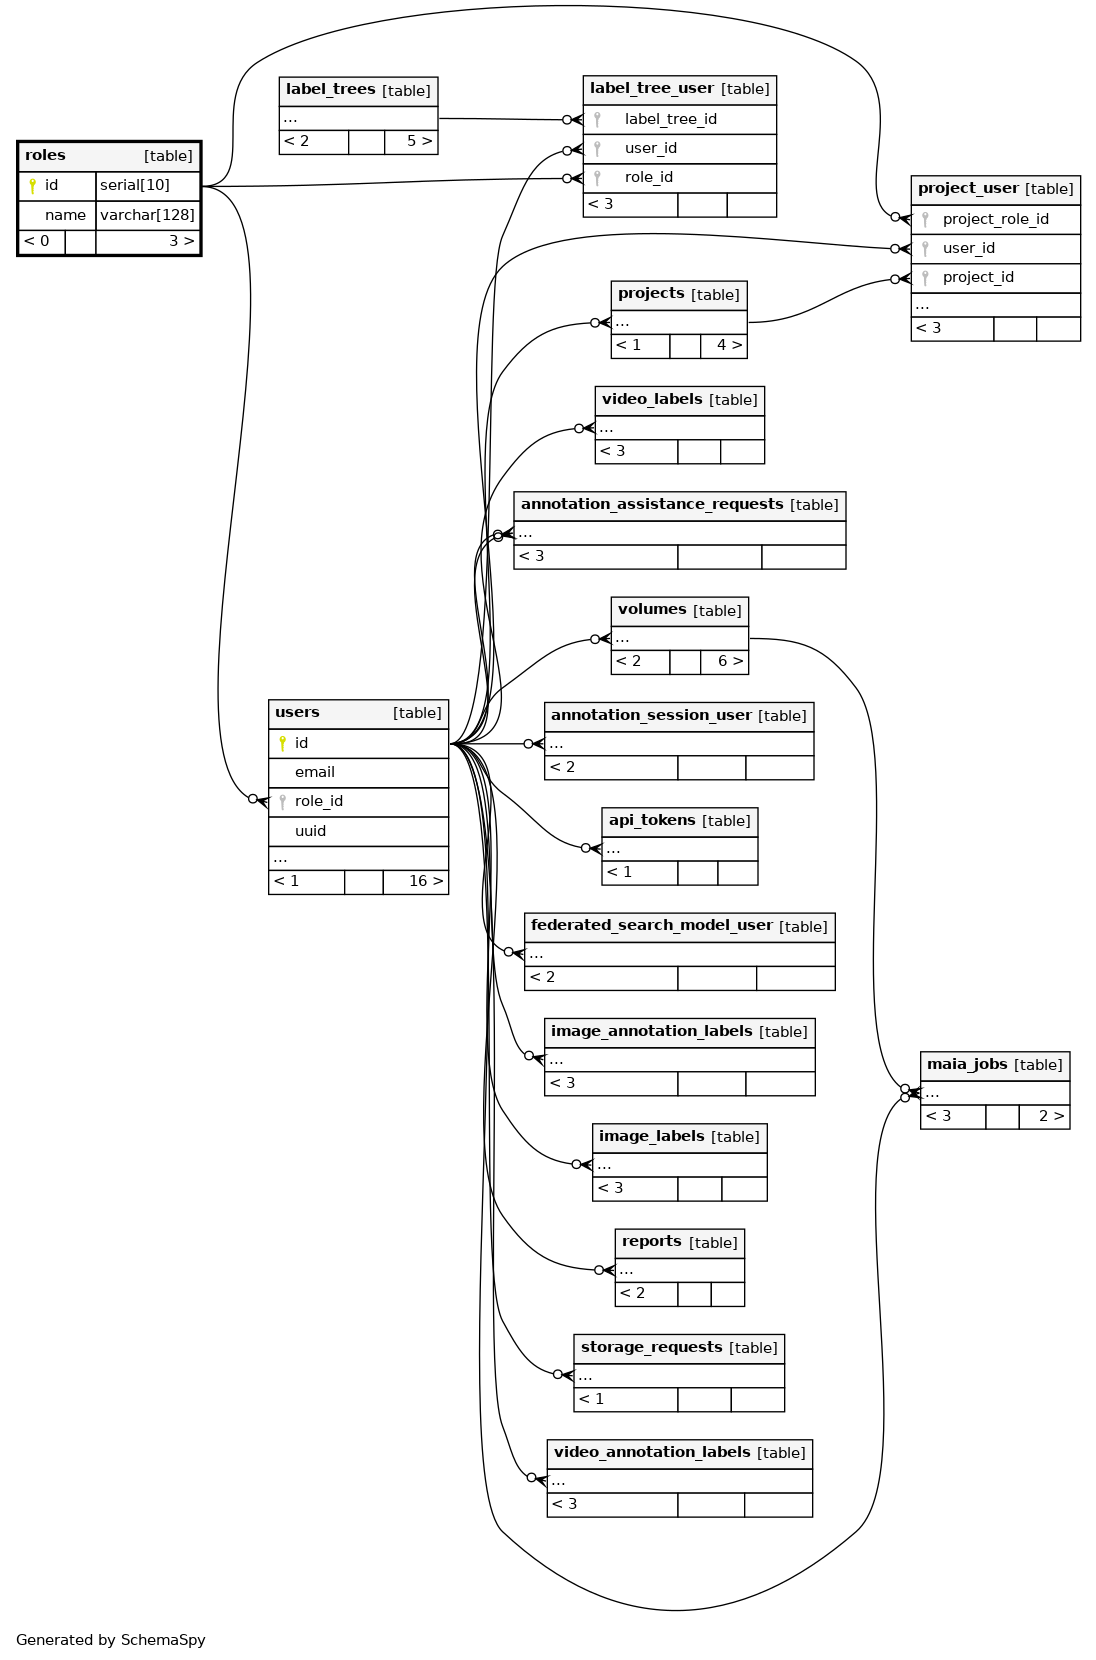 label_trees [table]
...
< 2 5 >
label_tree_user [table]
label_tree_id
user_id
role_id
< 3
roles [table]
id serial[10]
name varchar[128]
< 0 3 >
project_user [table]
project_role_id
user_id
project_id
...
< 3
projects [table]
...
< 1 4 >
video_labels [table]
...
< 3
annotation_assistance_requests [table]
...
< 3
volumes [table]
...
< 2 6 >
users [table]
id
email
role_id
uuid
...
< 1 16 >
annotation_session_user [table]
...
< 2
api_tokens [table]
...
< 1
federated_search_model_user [table]
...
< 2
image_annotation_labels [table]
...
< 3
maia_jobs [table]
...
< 3 2 >
image_labels [table]
...
< 3
reports [table]
...
< 2
storage_requests [table]
...
< 1
video_annotation_labels [table]
...
< 3
Generated by SchemaSpy